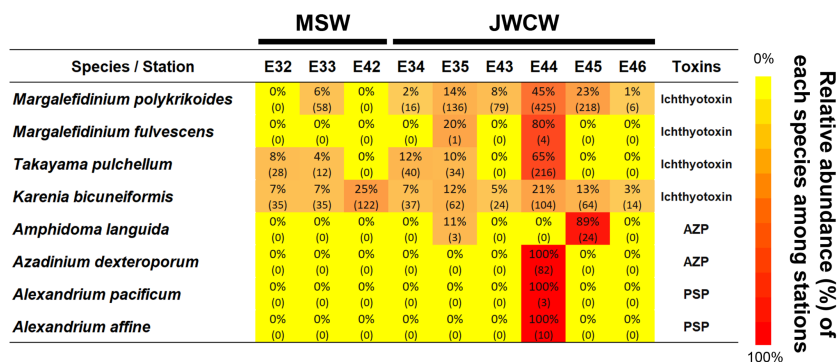 MSW JWCW
Species / Station E32 E33 E42 E34 E35 E43 E44 E45 E46 Toxins
Margalefidinium polykrikoides 0% 6% 0% 2% 14% 8% 45% 23% 1% Ichthyotoxin
(0) (58) (0) (16) (136) (79) (425) (218) (6)
Margalefidinium fulvescens 0% 0% 0% 0% 20% 0% 80% 0% 0% Ichthyotoxin
(0) (0) (0) (0) (1) (0) (4) (0) (0)
Takayama pulchellum 8% 4% 0% 12% 10% 0% 65% 0% 0% Ichthyotoxin
(28) (12) (0) (40) (34) (0) (216) (0) (0)
Karenia bicuneiformis 7% 7% 25% 7% 12% 5% 21% 13% 3% Ichthyotoxin
(35) (35) (122) (37) (62) (24) (104) (64) (14)
Amphidoma languida 0% 0% 0% 0% 11% 0% 0% 89% 0% AZP
(0) (0) (0) (0) (3) (0) (0) (24) (0)
Azadinium dexteroporum 0% 0% 0% 0% 0% 0% 100% 0% 0% AZP
(0) (0) (0) (0) (0) (0) (82) (0) (0)
Alexandrium pacificum 0% 0% 0% 0% 0% 0% 100% 0% 0% PSP
(0) (0) (0) (0) (0) (0) (3) (0) (0)
Alexandrium affine 0% 0% 0% 0% 0% 0% 100% 0% 0% PSP
(0) (0) (0) (0) (0) (0) (10) (0) (0)
0%
100%
Relative abundance (%) of
each species among stations